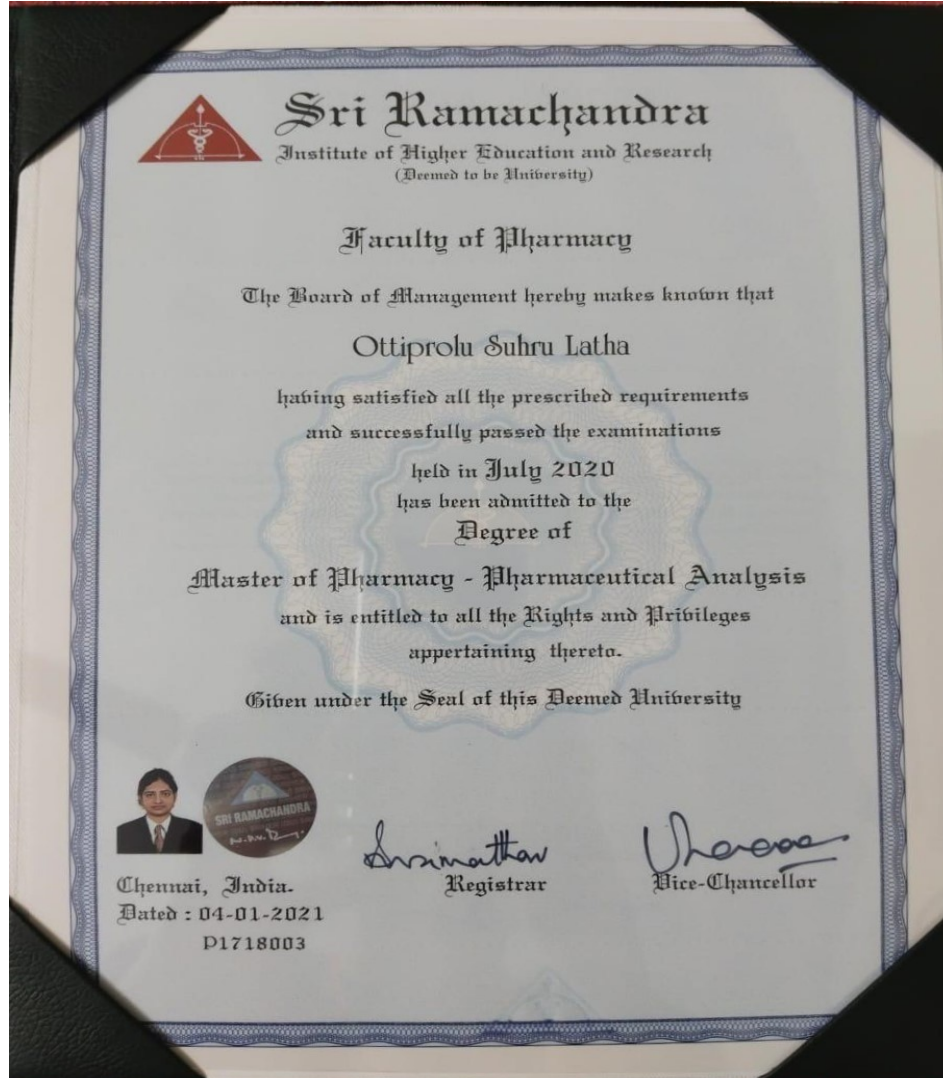 Sri Ramachandra
Institute of Higher Education and Research
(Deemed to be University)
Faculty of Pharmacy
The Board of Management hereby makes known that
Ottiprolu Suhru Latha
having satisfied all the prescribed requirements
and successfully passed the examinations
held in July 2020
has been admitted to the
Degree of
Master of Pharmacy - Pharmaceutical Analysis
and is entitled to all the Rights and Privileges
appertaining thereto.
Given under the Seal of this Deemed University
SRI RAMACHANDRA
Registrar
Vice-Chancellor
Chennai, India.
Dated : 04-01-2021
P1718003